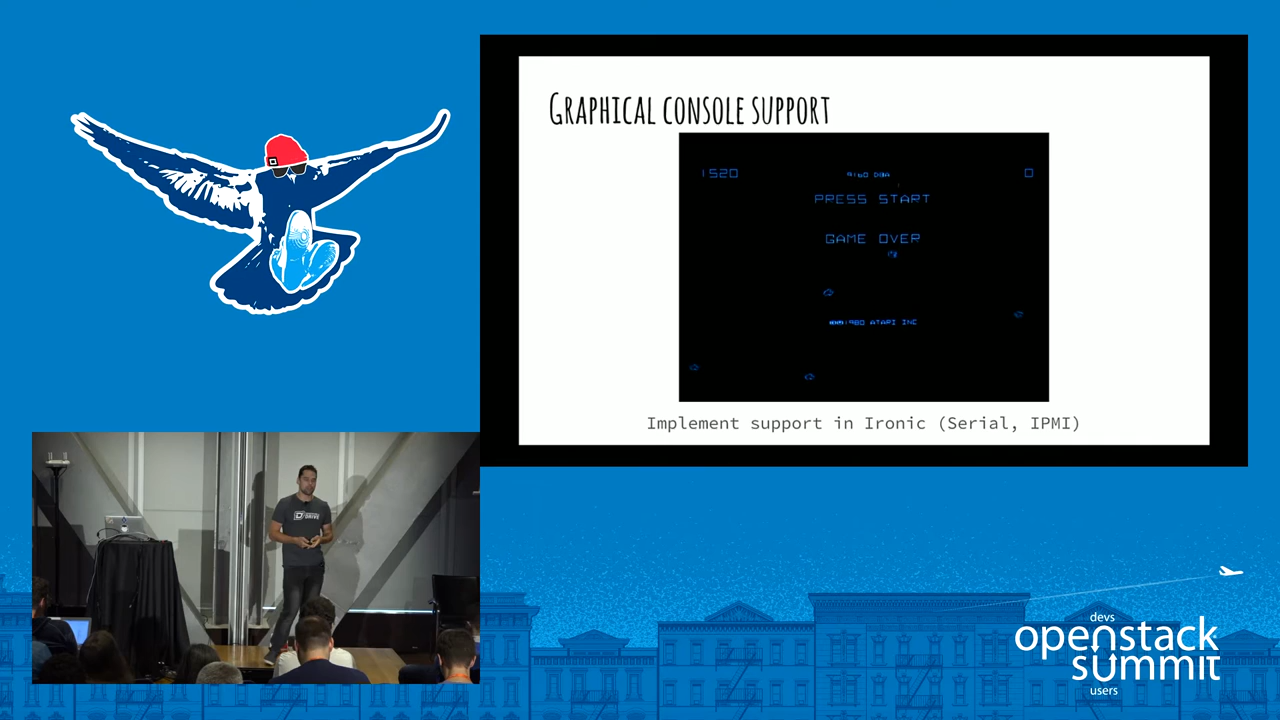 GRAPHICAL CONSOLE SUPPORT
1520
0
PRESS START
GAME OVER
1980 ATARI INC
Implement support in Ironic (Serial, IPMI)
DRIVE
devs
openstack
summit
users